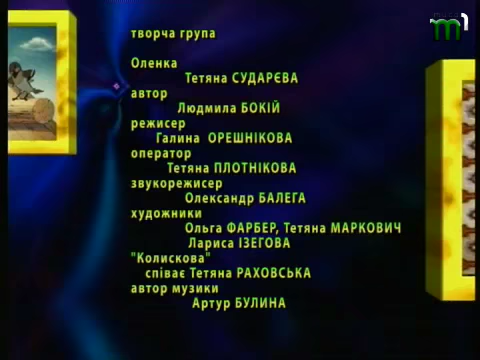 творча група
Оленка
Тетяна СУДАРЄВА
автор
Людмила БОКІЙ
режисер
Галина ОРЕШНІКОВА
оператор
Тетяна ПЛОТНІКОВА
звукорежисер
Олександр БАЛЕГА
художники
Ольга ФАРБЕР, Тетяна МАРКОВИЧ
Лариса ІЗЕГОВА
"Колискова"
співає Тетяна РАХОВСЬКА
автор музики
Артур БУЛИНА